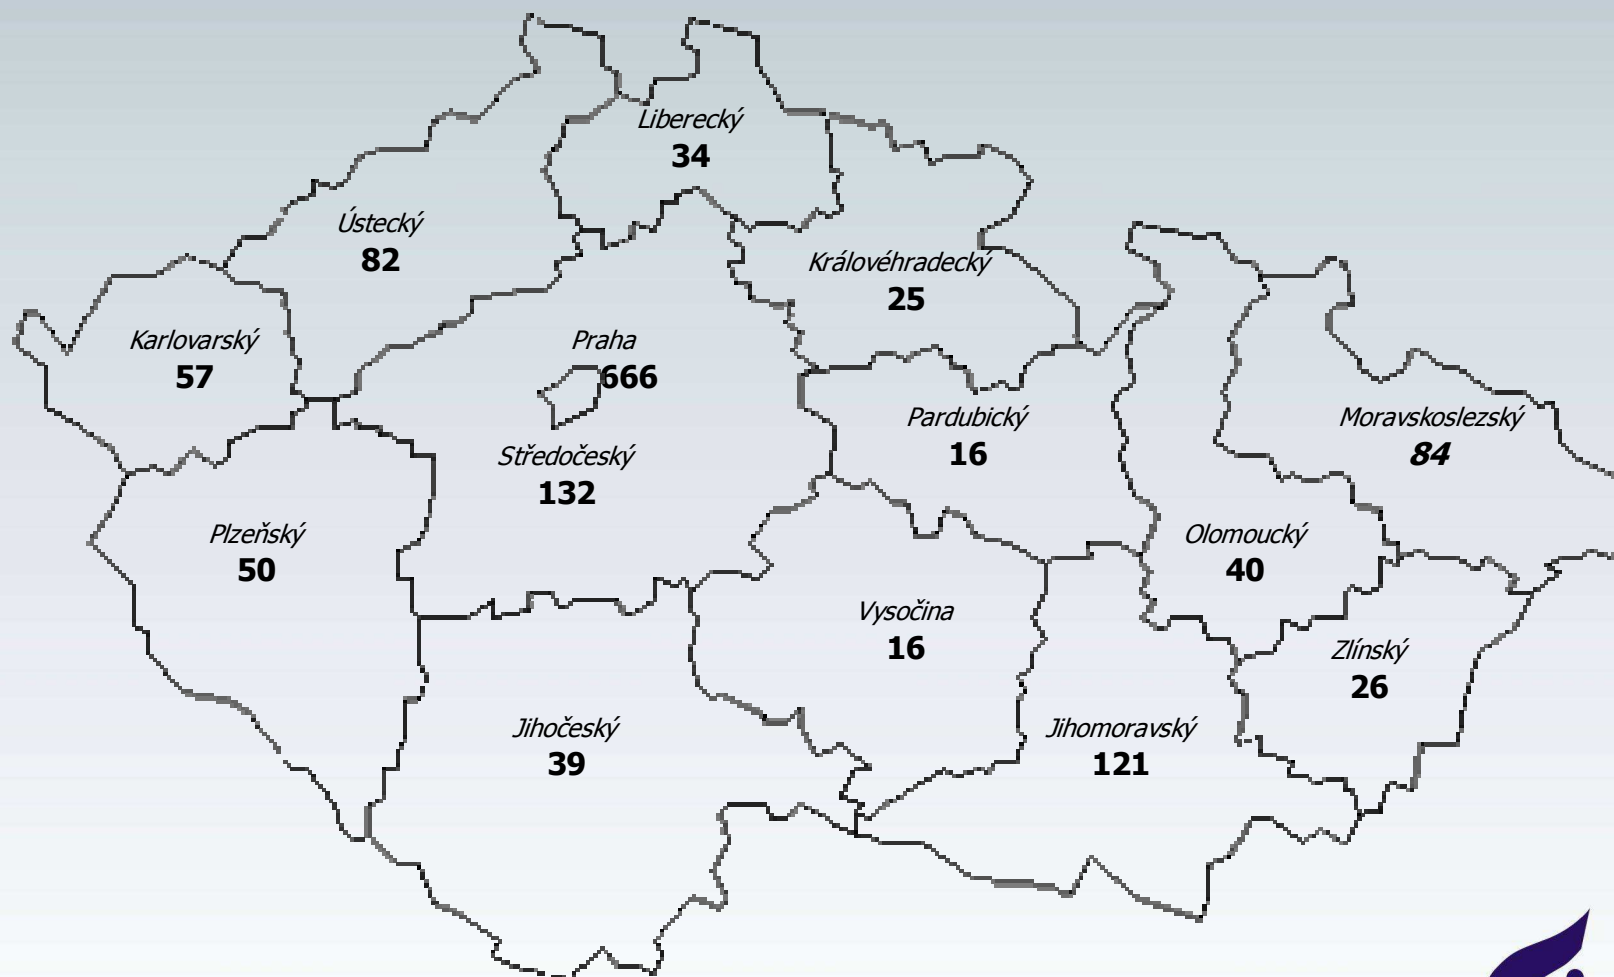 Liberecký
34
Ústecký
82
Královéhradecký
25
Karlovarský
57
Praha
666
Pardubický
16
Moravskoslezský
84
Středočeský
132
Plzeňský
50
Olomoucký
40
Vysočina
16
Zlínský
26
Jihočeský
39
Jihomoravský
121